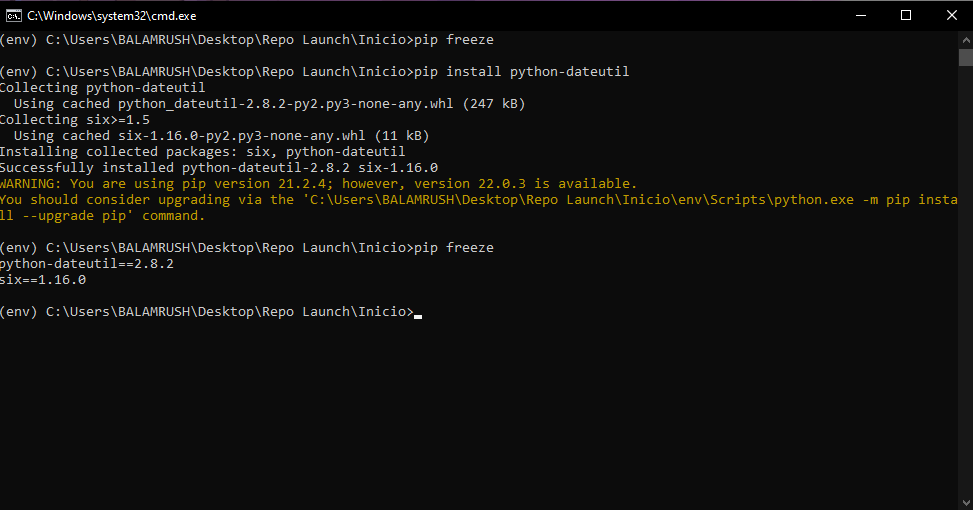 C:\Windows\system32\cmd.exe
(env) C:\Users\BALAMRUSH\Desktop\Repo Launch\Inicio>pip freeze
(env) C:\Users\BALAMRUSH\Desktop\Repo Launch\Inicio>pip install python-dateutil
Collecting python-dateutil
  Using cached python_dateutil-2.8.2-py2.py3-none-any.whl (247 kB)
Collecting six>=1.5
  Using cached six-1.16.0-py2.py3-none-any.whl (11 kB)
Installing collected packages: six, python-dateutil
Successfully installed python-dateutil-2.8.2 six-1.16.0
WARNING: You are using pip version 21.2.4; however, version 22.0.3 is available.
You should consider upgrading via the 'C:\Users\BALAMRUSH\Desktop\Repo Launch\Inicio\env\Scripts\python.exe -m pip insta
ll --upgrade pip' command.
(env) C:\Users\BALAMRUSH\Desktop\Repo Launch\Inicio>pip freeze
python-dateutil==2.8.2
six==1.16.0
(env) C:\Users\BALAMRUSH\Desktop\Repo Launch\Inicio>